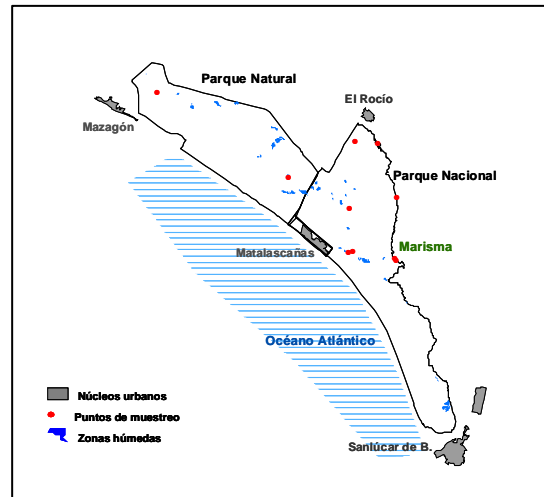 Parque Natural
El Rocío
Mazagón
Parque Nacional
Marisma
Matalascañas
Océano Atlántico
Núcleos urbanos
Puntos de muestreo
Zonas húmedas
Sanlúcar de B.